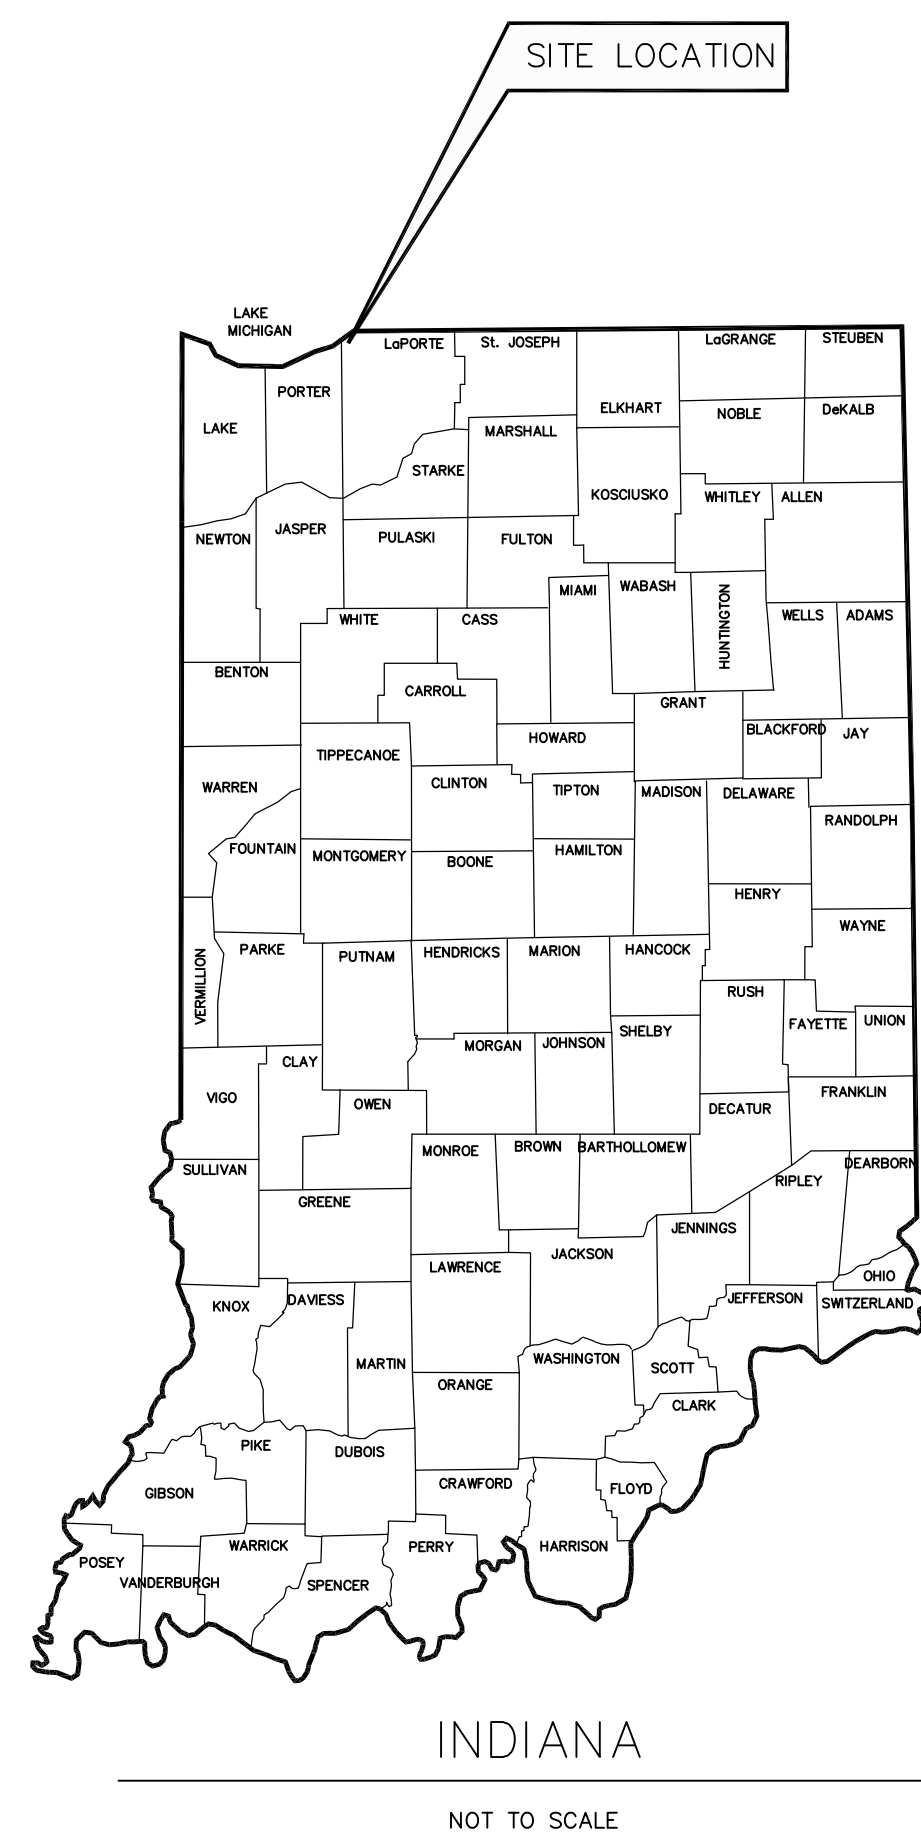 SITE LOCATION
LAKE
MICHIGAN
LaPORTE
St. JOSEPH
LaGRANGE
STEUBEN
PORTER
ELKHART
NOBLE
DeKALB
LAKE
MARSHALL
STARKE
KOSCIUSKO
WHITLEY
ALLEN
NEWTON
JASPER
PULASKI
FULTON
MIAMI
WABASH
HUNTINGTON
WELLS
ADAMS
WHITE
CASS
BENTON
CARROLL
GRANT
BLACKFORD
JAY
HOWARD
TIPPECANOE
WARREN
CLINTON
TIPTON
MADISON
DELAWARE
RANDOLPH
FOUNTAIN
MONTGOMERY
BOONE
HAMILTON
HENRY
WAYNE
VERMILLION
PARKE
PUTNAM
HENDRICKS
MARION
HANCOCK
RUSH
FAYETTE
UNION
SHELBY
MORGAN
JOHNSON
CLAY
VIGO
OWEN
FRANKLIN
DECATUR
MONROE
BROWN
BARTHOLLOMEW
DEARBORN
SULLIVAN
RIPLEY
GREENE
JENNINGS
JACKSON
LAWRENCE
OHIO
KNOX
DAVIESS
JEFFERSON
SWITZERLAND
MARTIN
WASHINGTON
SCOTT
ORANGE
CLARK
PIKE
DUBOIS
CRAWFORD
FLOYD
GIBSON
WARRICK
PERRY
HARRISON
POSEY
VANDERBURGH
SPENCER
INDIANA
NOT TO SCALE